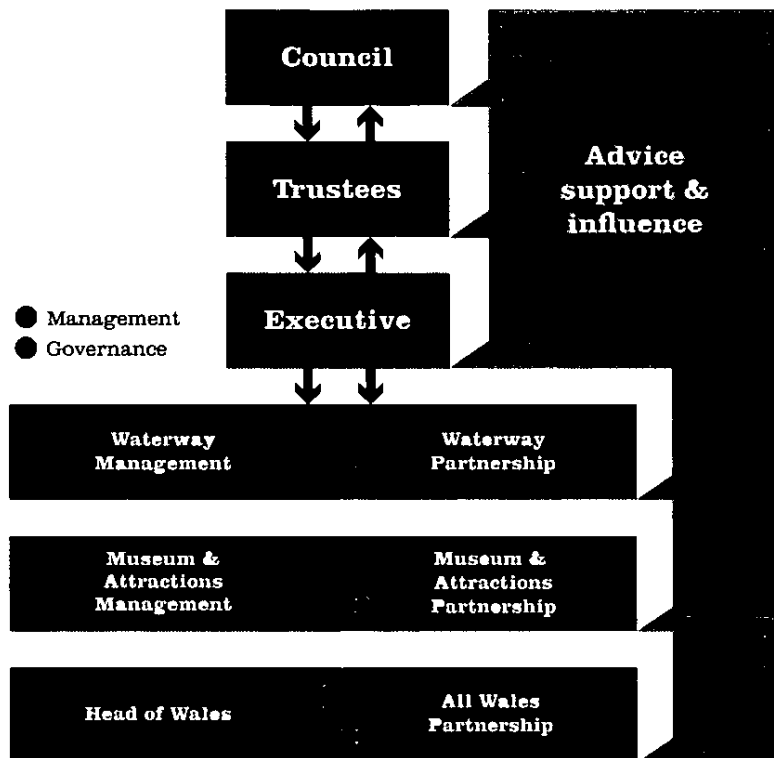 Council
Advice
support &
influence
Trustees
Executive
Management
Governance
Waterway
Management
Waterway
Partnership
Museum &
Attractions
Management
Museum &
Attractions
Partnership
Head of Wales
All Wales
Partnership